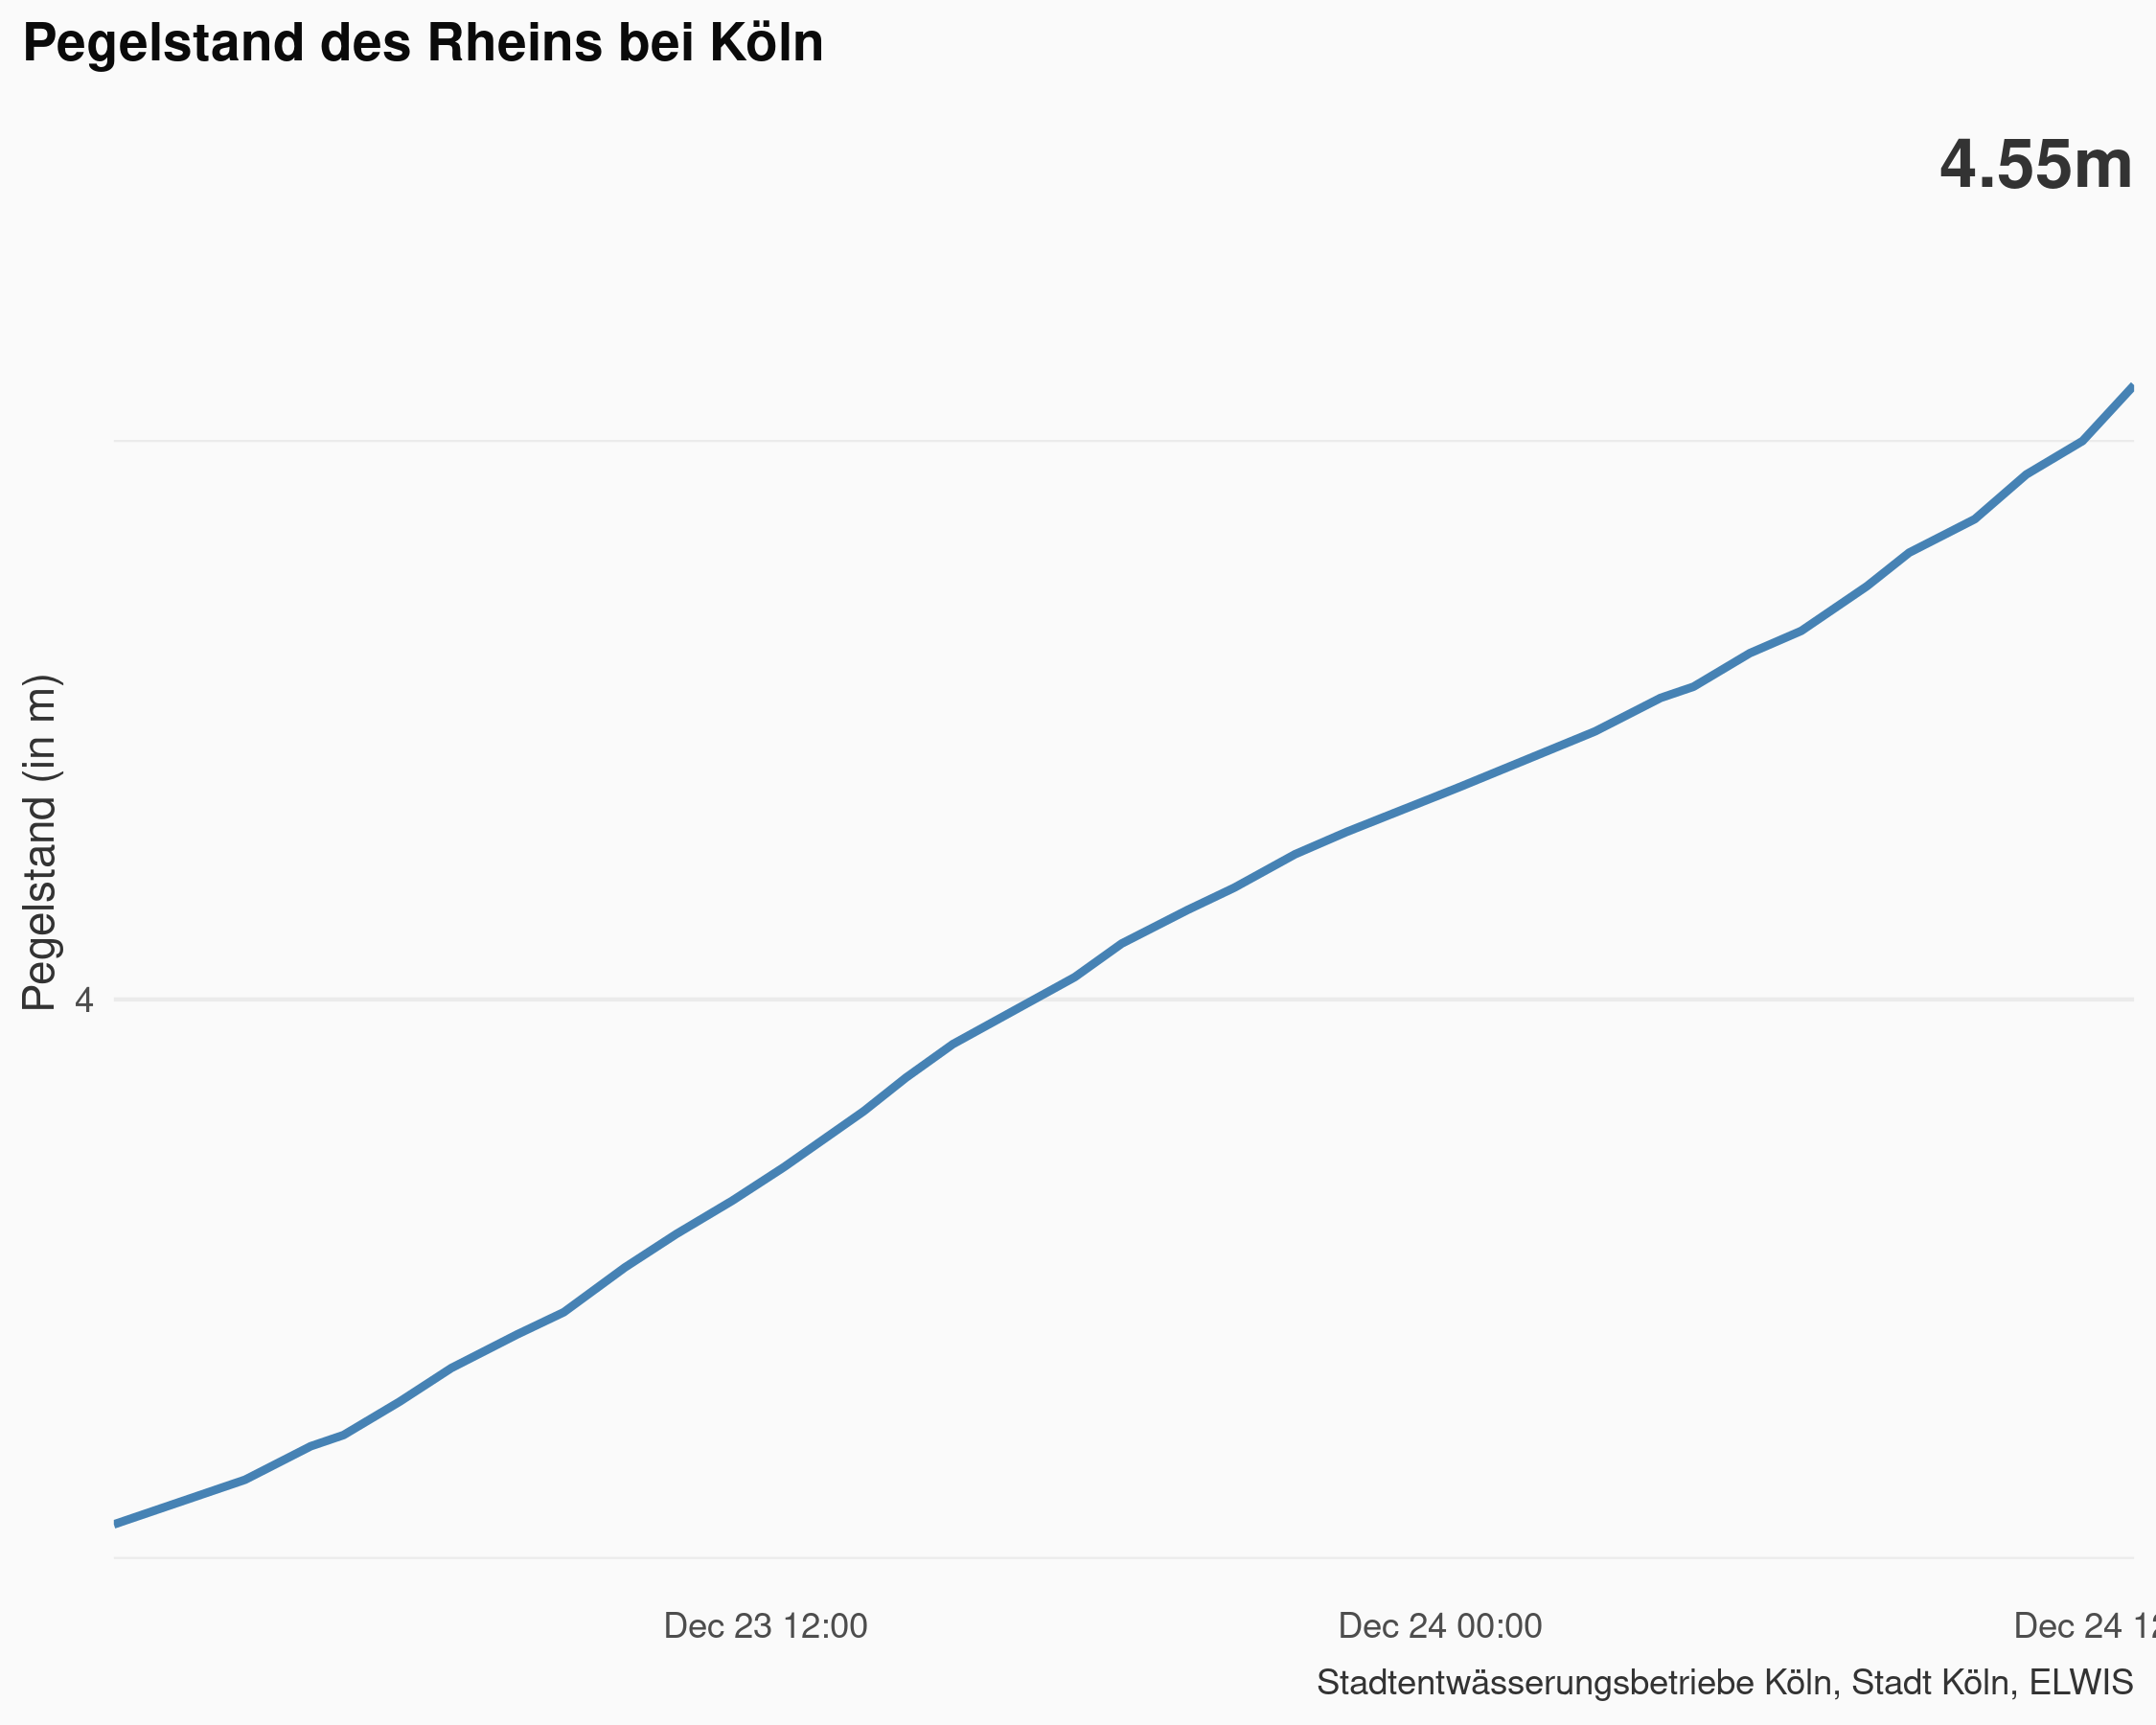 Pegelstand des Rheins bei Köln
4.55m
Pegelstand (in m)
4
Dec 23 12:00
Dec 24 00:00
Dec 24 12
Stadtentwässerungsbetriebe Köln, Stadt Köln, ELWIS